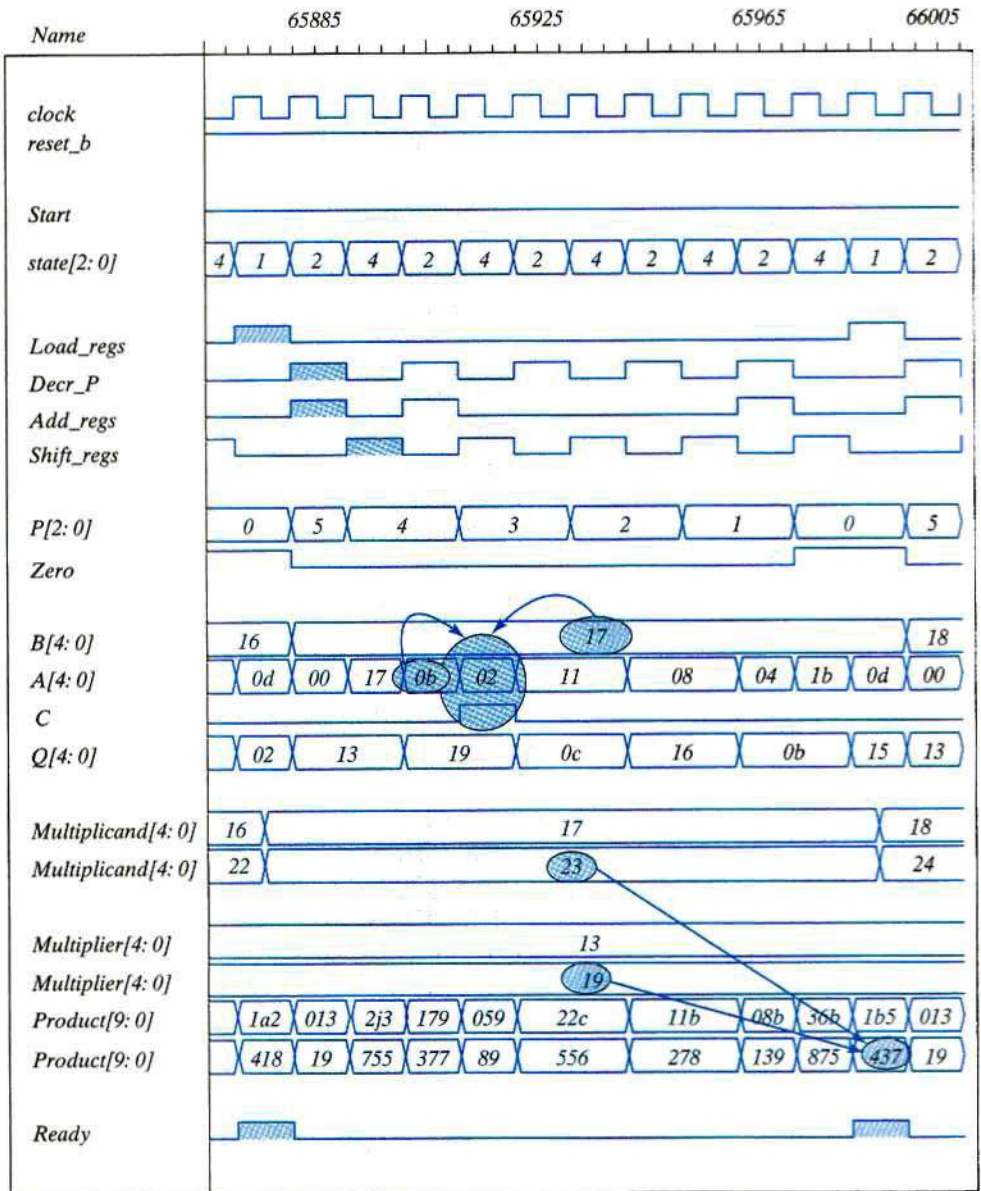 Name 65885 65925 65965 66005
clock
reset_b
Start
state[2: 0] 4 1 2 4 2 4 2 4 2 4 2 4 1 2
Load_regs
Decr_P
Add_regs
Shift_regs
P[2: 0] 0 5 4 3 2 1 0 5
Zero
B[4: 0] 16 17 18
A[4: 0] 0d 00 17 0b 02 11 08 04 1b 0d 00
C
Q[4: 0] 02 13 19 0c 16 0b 15 13
Multiplicand[4: 0] 16 17 18
Multiplicand[4: 0] 22 23 24
Multiplier[4: 0] 13
Multiplier[4: 0] 19
Product[9: 0] 1a2 013 2j3 179 059 22c 11b 08b 36b 1b5 013
Product[9: 0] 418 19 755 377 89 556 278 139 875 437 19
Ready